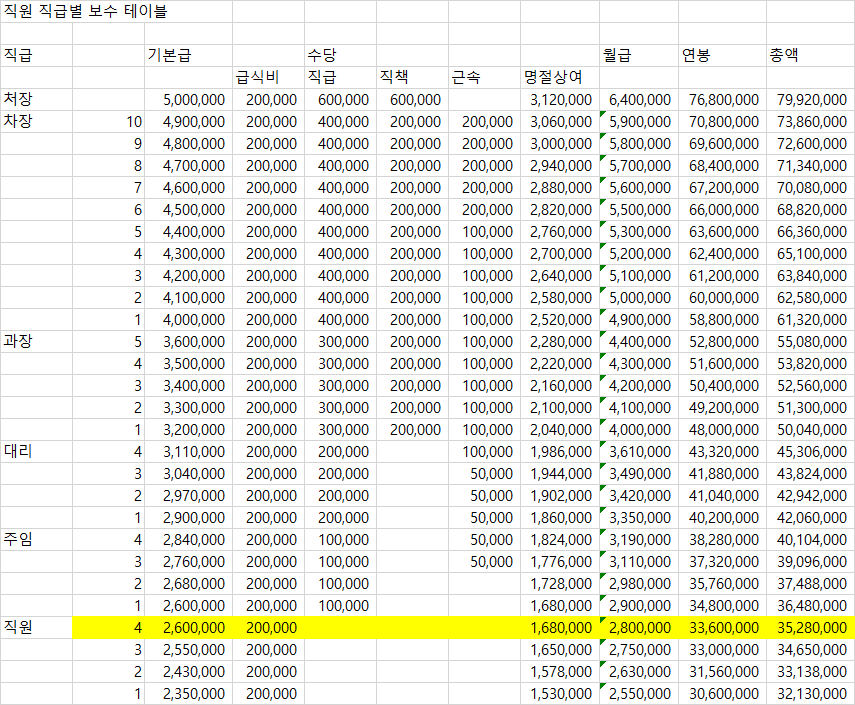 직원 직급별 보수 테이블
직급 기본급 수당 월급 연봉 총액
급식비 직급 직책 근속 명절상여
처장 5,000,000 200,000 600,000 600,000 3,120,000 6,400,000 76,800,000 79,920,000
차장 10 4,900,000 200,000 400,000 200,000 200,000 3,060,000 5,900,000 70,800,000 73,860,000
9 4,800,000 200,000 400,000 200,000 200,000 3,000,000 5,800,000 69,600,000 72,600,000
8 4,700,000 200,000 400,000 200,000 200,000 2,940,000 5,700,000 68,400,000 71,340,000
7 4,600,000 200,000 400,000 200,000 200,000 2,880,000 5,600,000 67,200,000 70,080,000
6 4,500,000 200,000 400,000 200,000 200,000 2,820,000 5,500,000 66,000,000 68,820,000
5 4,400,000 200,000 400,000 200,000 100,000 2,760,000 5,300,000 63,600,000 66,360,000
4 4,300,000 200,000 400,000 200,000 100,000 2,700,000 5,200,000 62,400,000 65,100,000
3 4,200,000 200,000 400,000 200,000 100,000 2,640,000 5,100,000 61,200,000 63,840,000
2 4,100,000 200,000 400,000 200,000 100,000 2,580,000 5,000,000 60,000,000 62,580,000
1 4,000,000 200,000 400,000 200,000 100,000 2,520,000 4,900,000 58,800,000 61,320,000
과장 5 3,600,000 200,000 300,000 200,000 100,000 2,280,000 4,400,000 52,800,000 55,080,000
4 3,500,000 200,000 300,000 200,000 100,000 2,220,000 4,300,000 51,600,000 53,820,000
3 3,400,000 200,000 300,000 200,000 100,000 2,160,000 4,200,000 50,400,000 52,560,000
2 3,300,000 200,000 300,000 200,000 100,000 2,100,000 4,100,000 49,200,000 51,300,000
1 3,200,000 200,000 300,000 200,000 100,000 2,040,000 4,000,000 48,000,000 50,040,000
대리 4 3,110,000 200,000 200,000 100,000 1,986,000 3,610,000 43,320,000 45,306,000
3 3,040,000 200,000 200,000 50,000 1,944,000 3,490,000 41,880,000 43,824,000
2 2,970,000 200,000 200,000 50,000 1,902,000 3,420,000 41,040,000 42,942,000
1 2,900,000 200,000 200,000 50,000 1,860,000 3,350,000 40,200,000 42,060,000
주임 4 2,840,000 200,000 100,000 50,000 1,824,000 3,190,000 38,280,000 40,104,000
3 2,760,000 200,000 100,000 50,000 1,776,000 3,110,000 37,320,000 39,096,000
2 2,680,000 200,000 100,000 1,728,000 2,980,000 35,760,000 37,488,000
1 2,600,000 200,000 100,000 1,680,000 2,900,000 34,800,000 36,480,000
직원 4 2,600,000 200,000 1,680,000 2,800,000 33,600,000 35,280,000
3 2,550,000 200,000 1,650,000 2,750,000 33,000,000 34,650,000
2 2,430,000 200,000 1,578,000 2,630,000 31,560,000 33,138,000
1 2,350,000 200,000 1,530,000 2,550,000 30,600,000 32,130,000